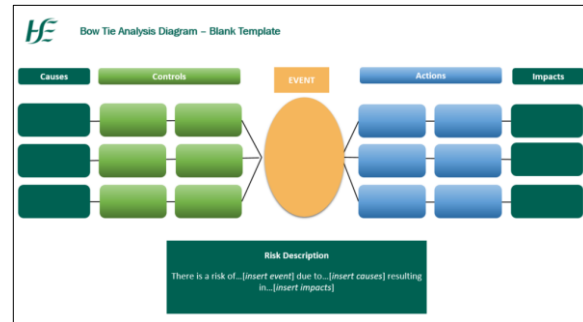 HE
Bow Tie Analysis Diagram – Blank Template
Causes
Controls
EVENT
Actions
Impacts
Risk Description
There is a risk of...[insert event] due to...[insert causes] resulting
in...[insert impacts]